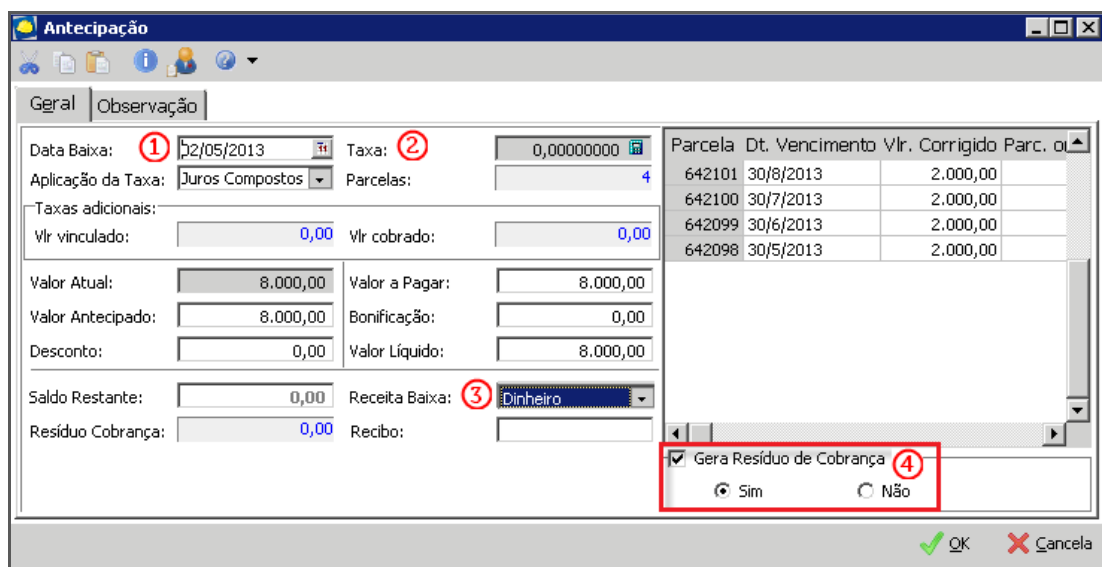 Antecipação
Geral Observação
Data Baixa: 1 02/05/2013 Taxa: 2 0,00000000
Aplicação da Taxa: Juros Compostos Parcelas: 4
Taxas adicionais:
Vlr vinculado: 0,00 Vlr cobrado: 0,00
Valor Atual: 8.000,00 Valor a Pagar: 8.000,00
Valor Antecipado: 8.000,00 Bonificação: 0,00
Desconto: 0,00 Valor Líquido: 8.000,00
Saldo Restante: 0,00 Receita Baixa: 3 Dinheiro
Resíduo Cobrança: 0,00 Recibo:
Parcela Dt. Vencimento Vlr. Corrigido Parc.
642101 30/8/2013 2.000,00
642100 30/7/2013 2.000,00
642099 30/6/2013 2.000,00
642098 30/5/2013 2.000,00
Gera Resíduo de Cobrança 4
Sim Não
OK Cancela